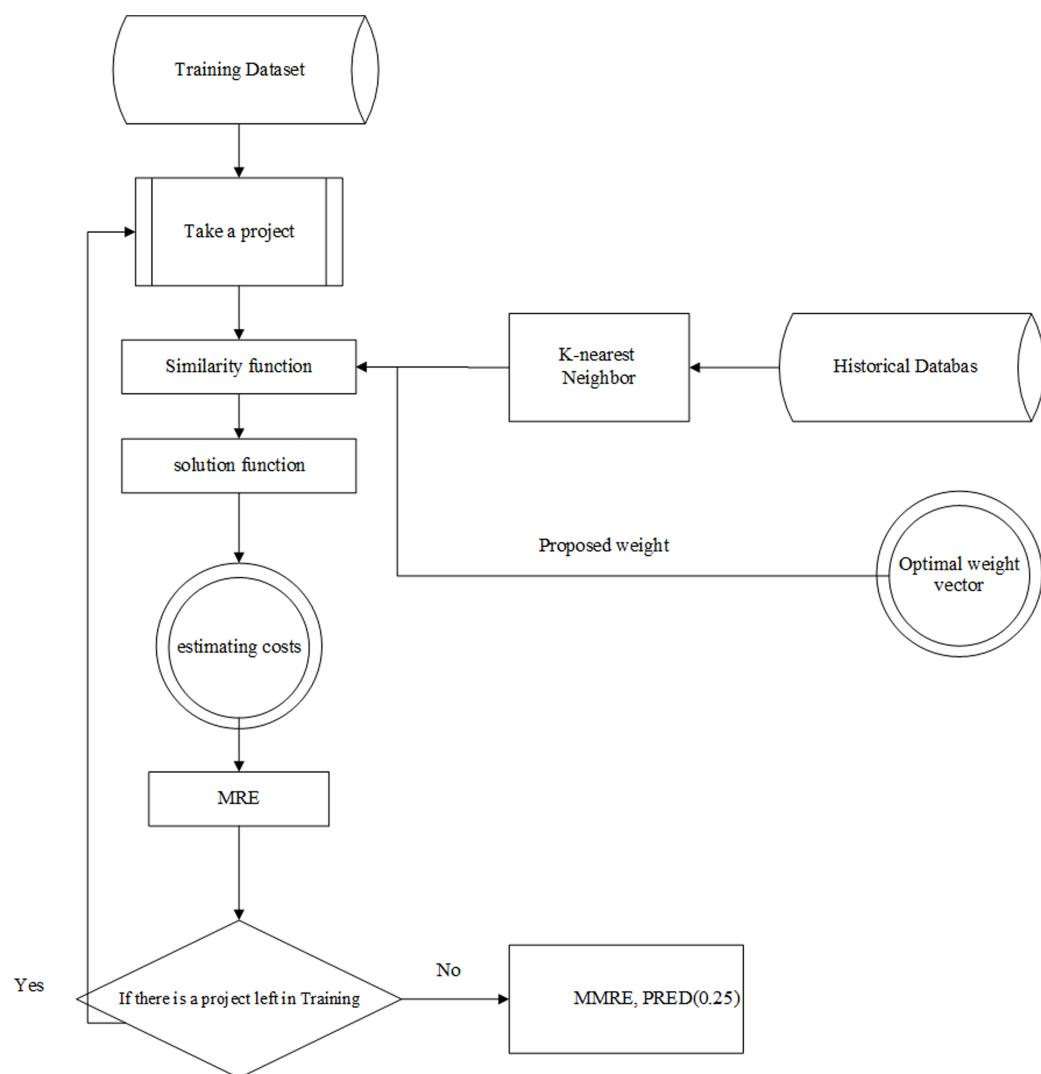 Training Dataset
Take a project
Similarity function
K-nearest
Neighbor
Historical Databas
solution function
Proposed weight
Optimal weight
vector
estimating costs
MRE
Yes
If there is a project left in Training
No
MMRE, PRED(0.25)